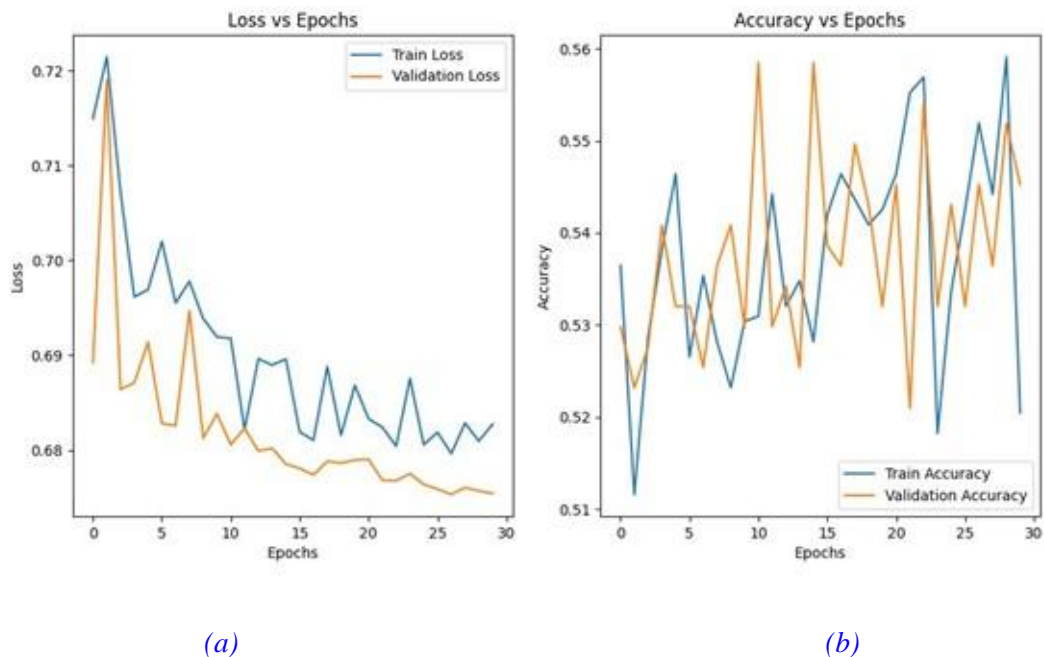 Loss vs Epochs
Train Loss
Validation Loss
0.72
0.71
0.70
0.69
0.68
Loss
0 5 10 15 20 25 30
Epochs
(a)
Accuracy vs Epochs
0.56
0.55
0.54
0.53
0.52
0.51
Accuracy
Train Accuracy
Validation Accuracy
0 5 10 15 20 25 30
Epochs
(b)